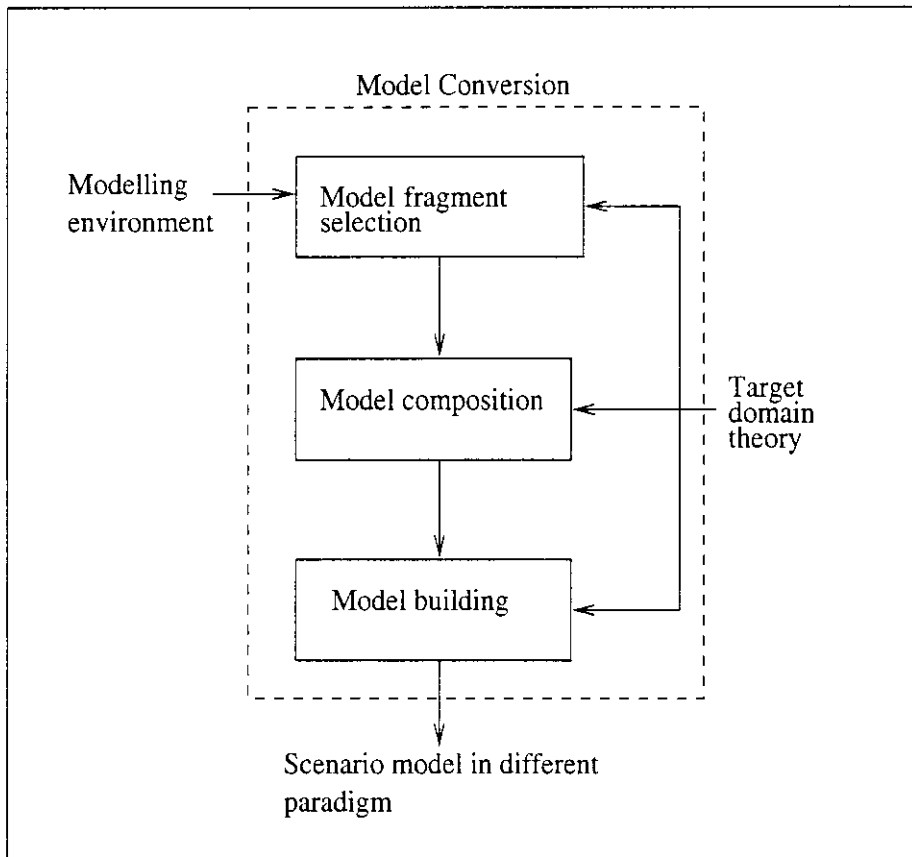 Model Conversion
Modelling
environment
Model fragment
selection
Model composition
Target
domain
theory
Model building
Scenario model in different
paradigm